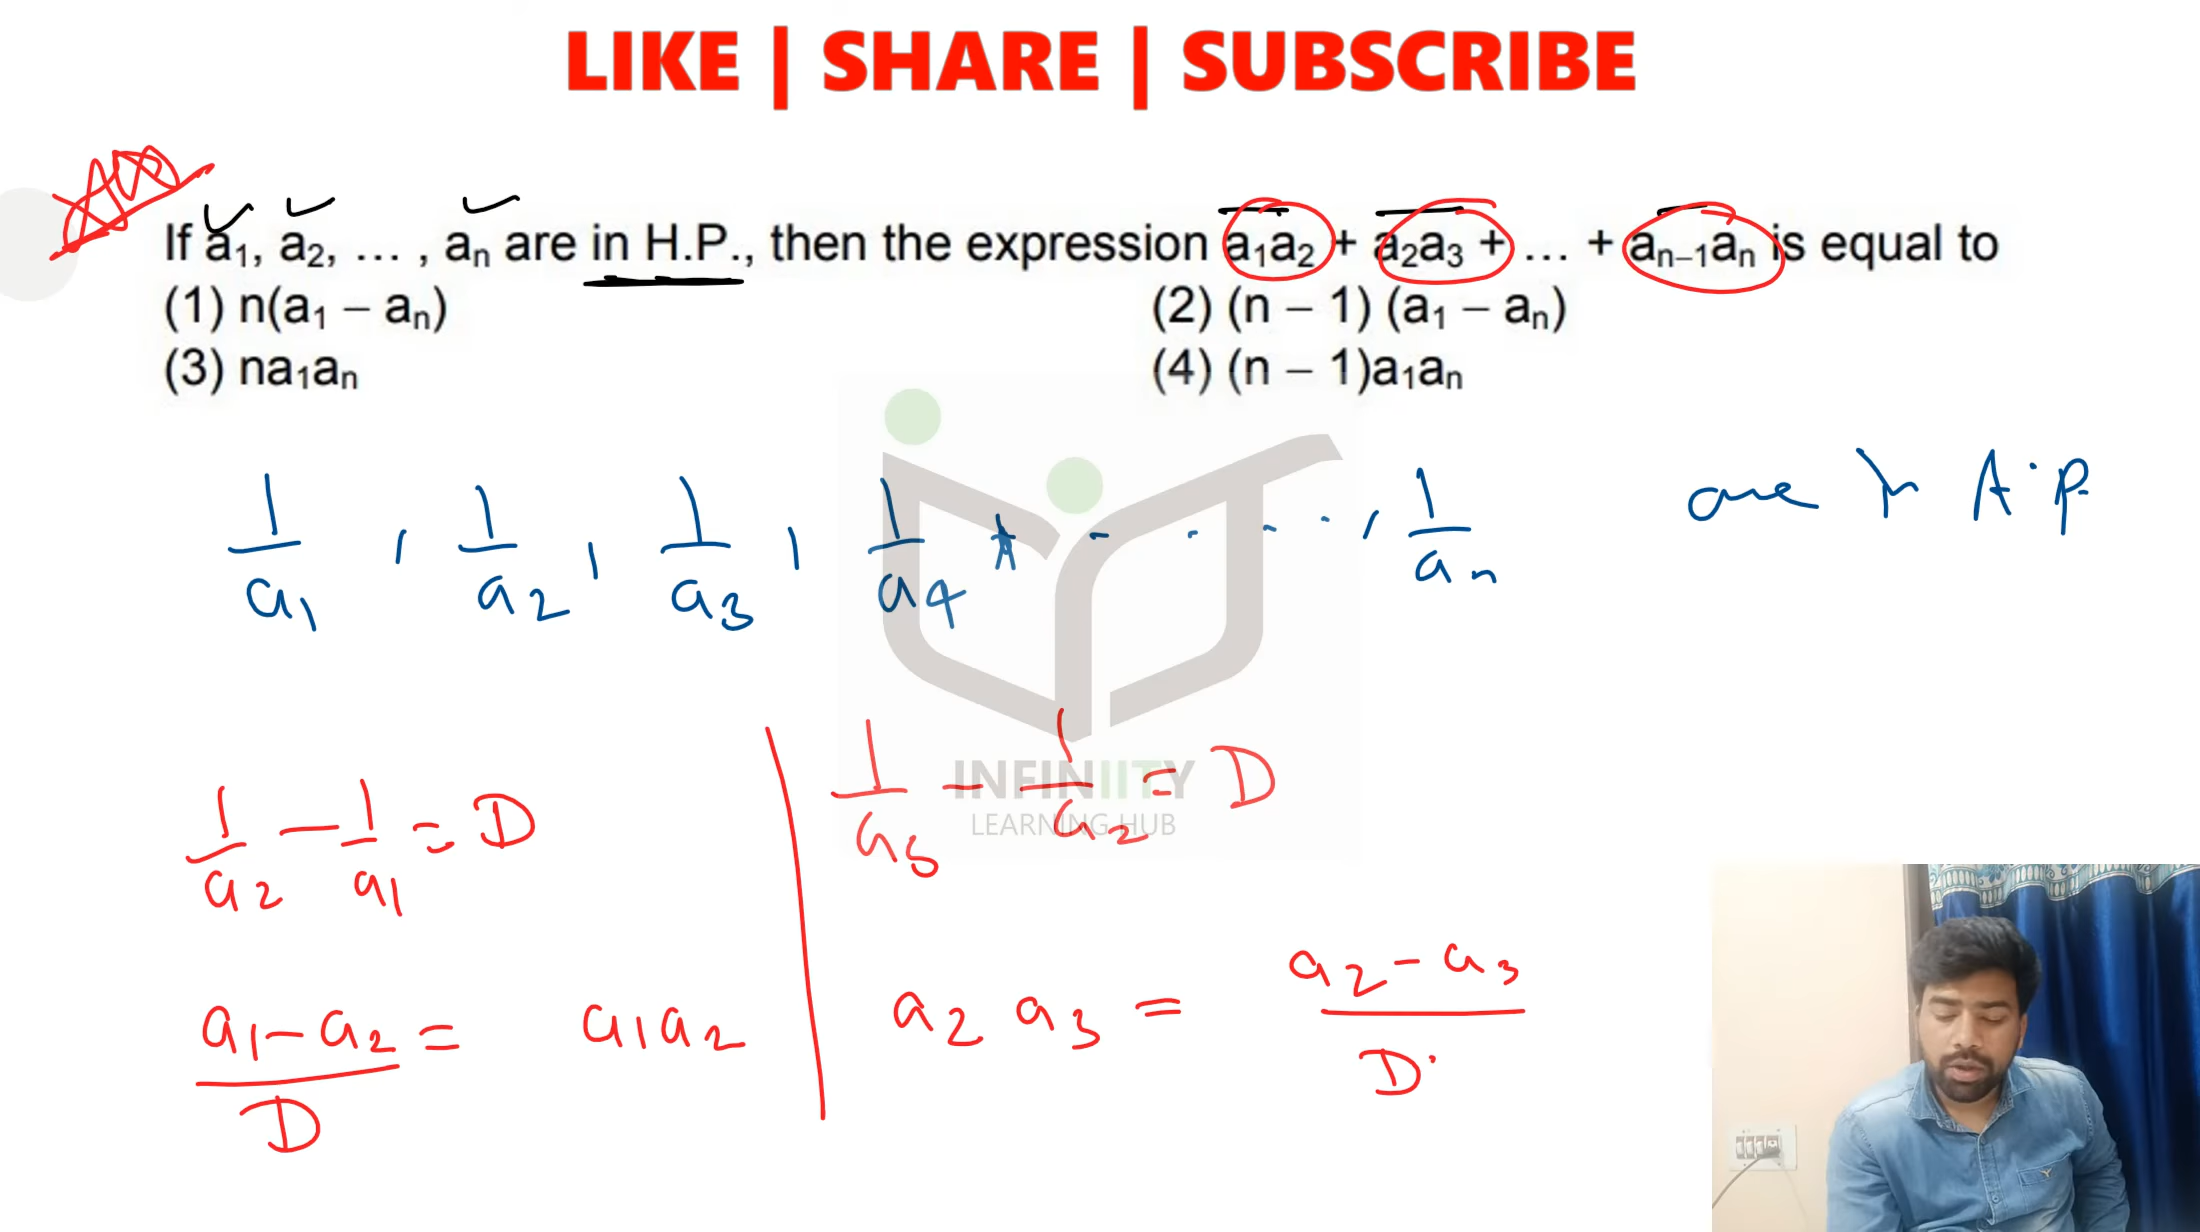 LIKE | SHARE | SUBSCRIBE
If a₁, a₂, … , aₙ are in H.P., then the expression a₁a₂ + a₂a₃ + … + aₙ₋₁aₙ is equal to
(1) n(a₁ – aₙ) (2) (n – 1) (a₁ – aₙ)
(3) na₁aₙ (4) (n – 1)a₁aₙ
1/a₁ , 1/a₂ , 1/a₃ , 1/a₄ - - - - , 1/aₙ are in A.P.
1/a₂ – 1/a₁ = D
1/a₃ – 1/a₂ = D
INFINIITY
LEARNING HUB
(a₁ – a₂)/D = a₁a₂
a₂ a₃ = (a₂ – a₃)/D